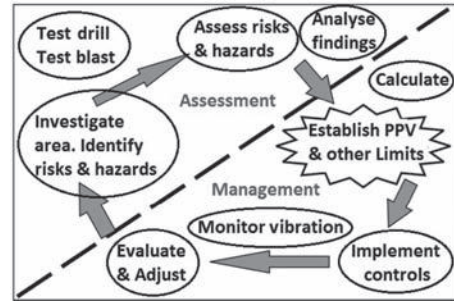 Test drill
Test blast
Assess risks
& hazards
Analyse
findings
Calculate
Assessment
Investigate
area. Identify
risks & hazards
Establish PPV
& other Limits
Management
Monitor vibration
Evaluate
& Adjust
Implement
controls